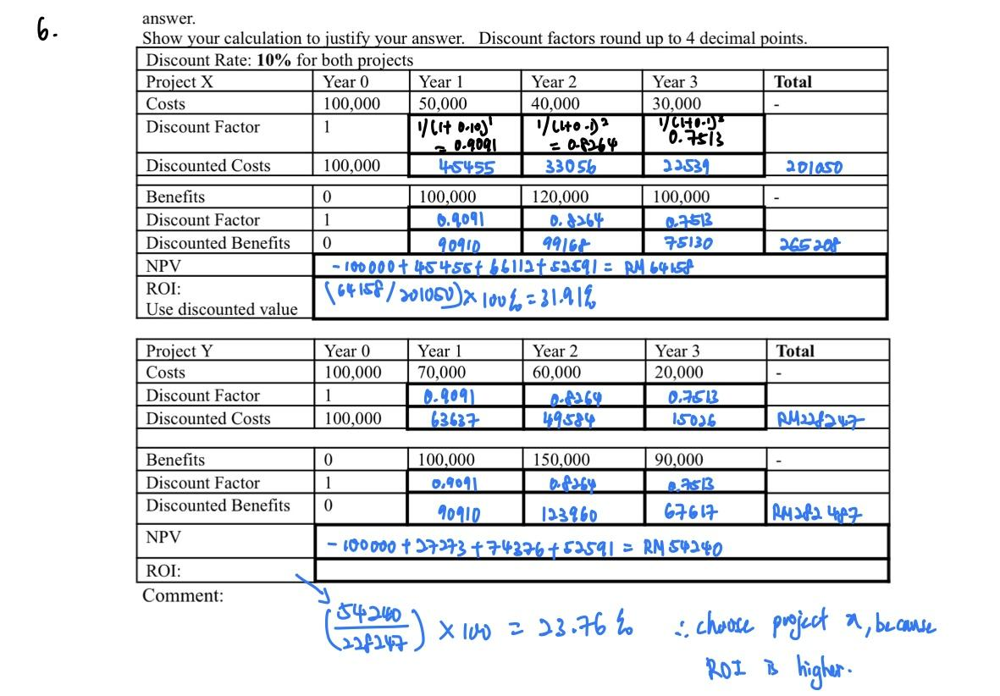 6.
answer.
Show your calculation to justify your answer. Discount factors round up to 4 decimal points.
Discount Rate: 10% for both projects
Project X Year 0 Year 1 Year 2 Year 3 Total
Costs 100,000 50,000 40,000 30,000 -
Discount Factor 1 1/(1+0.10)¹ = 0.9091 1/(1+0.1)² = 0.8264 1/(1+0.1)³ 0.7513
Discounted Costs 100,000 45455 33056 22539 201050
Benefits 0 100,000 120,000 100,000 -
Discount Factor 1 0.9091 0.8264 0.7513
Discounted Benefits 0 90910 99168 75130 265208
NPV -100000 + 45455 + 66112 + 52591 = RM 64158
ROI: (64158/201050) × 100% = 31.91%
Use discounted value
Project Y Year 0 Year 1 Year 2 Year 3 Total
Costs 100,000 70,000 60,000 20,000 -
Discount Factor 1 0.9091 0.8264 0.7513
Discounted Costs 100,000 63637 49584 15026 RM228247
Benefits 0 100,000 150,000 90,000 -
Discount Factor 1 0.9091 0.8264 0.7513
Discounted Benefits 0 90910 123960 67617 RM282487
NPV -100000 + 27273 + 74376 + 52591 = RM 54240
ROI:
Comment:
(54240/228247) × 100 = 23.76% ∴ choose project x, because
ROI is higher.